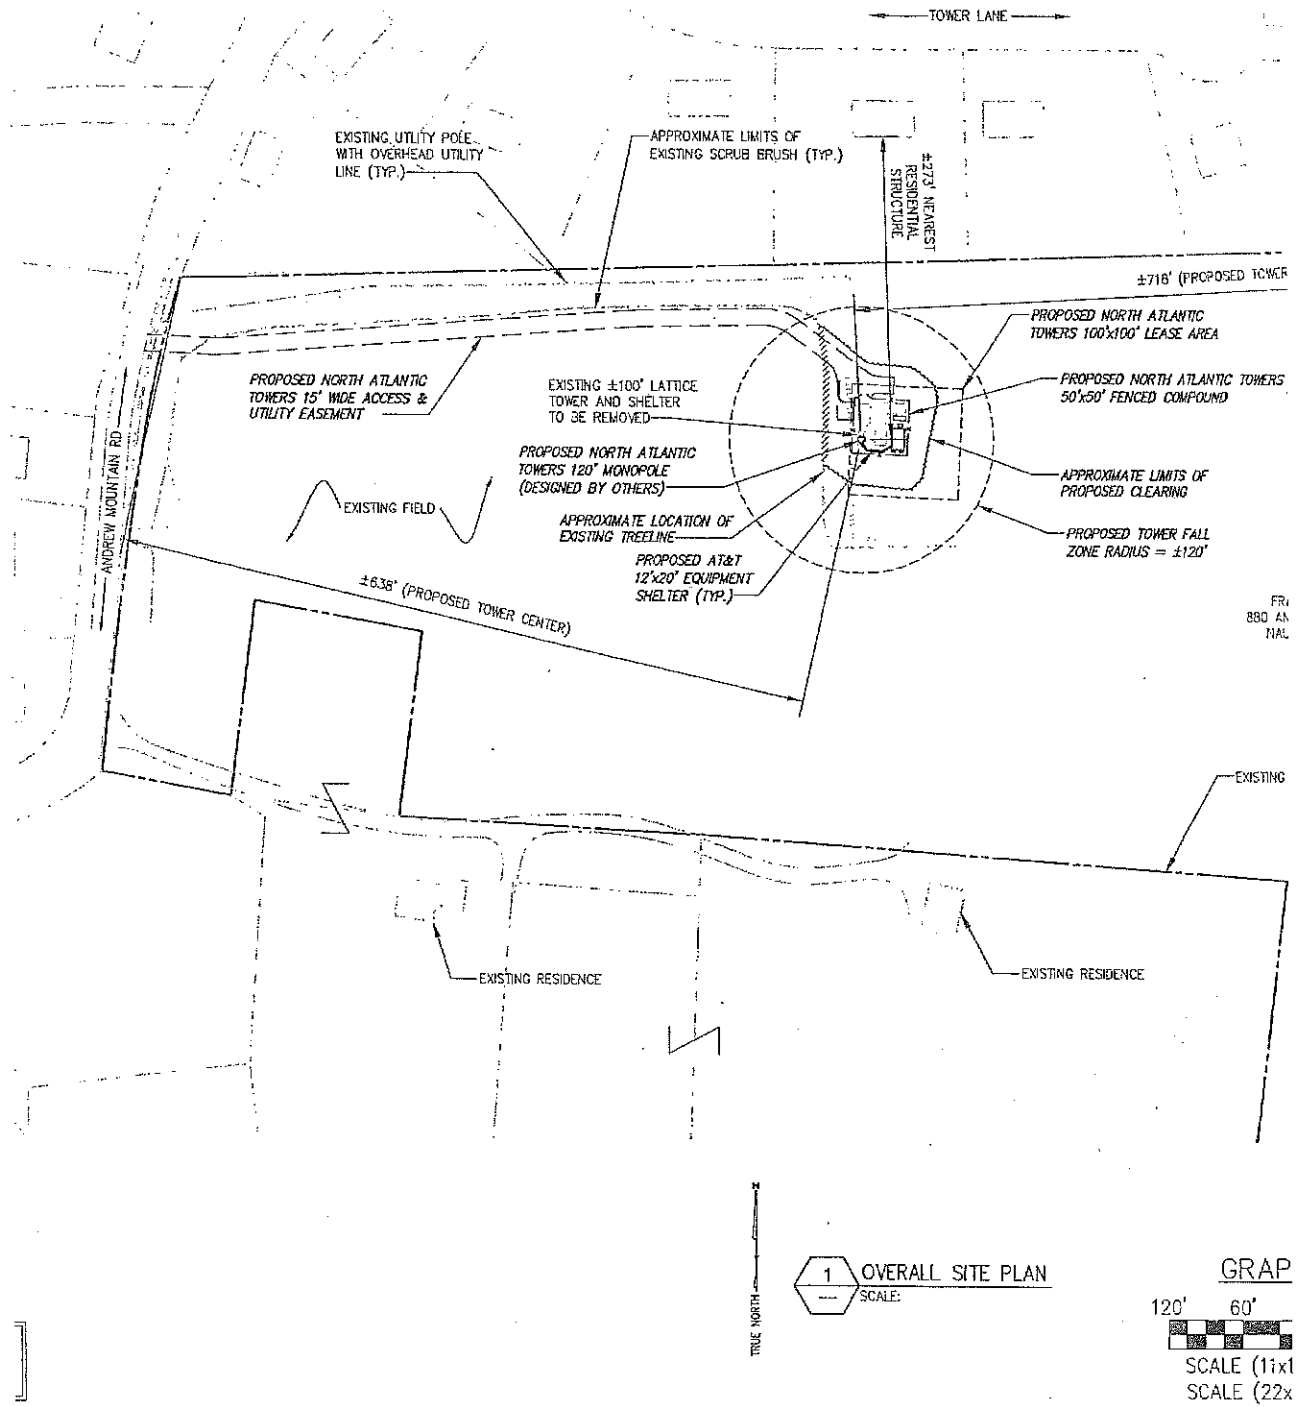 TOWER LANE
EXISTING UTILITY POLE
WITH OVERHEAD UTILITY
LINE (TYP.)
APPROXIMATE LIMITS OF
EXISTING SCRUB BRUSH (TYP.)
±273' NEAREST
RESIDENTIAL
STRUCTURE
±718' (PROPOSED TOWER
PROPOSED NORTH ATLANTIC
TOWERS 100'x100' LEASE AREA
PROPOSED NORTH ATLANTIC
TOWERS 15' WIDE ACCESS &
UTILITY EASEMENT
EXISTING ±100' LATTICE
TOWER AND SHELTER
TO BE REMOVED
PROPOSED NORTH ATLANTIC TOWERS
50'x50' FENCED COMPOUND
PROPOSED NORTH ATLANTIC
TOWERS 120' MONOPOLE
(DESIGNED BY OTHERS)
APPROXIMATE LIMITS OF
PROPOSED CLEARING
ANDREW MOUNTAIN RD
EXISTING FIELD
APPROXIMATE LOCATION OF
EXISTING TREELINE
PROPOSED TOWER FALL
ZONE RADIUS = ±120'
PROPOSED AT&T
12'x20' EQUIPMENT
SHELTER (TYP.)
±638' (PROPOSED TOWER CENTER)
880 AN
EXISTING
EXISTING RESIDENCE
EXISTING RESIDENCE
N
TRUE NORTH
1
OVERALL SITE PLAN
SCALE:
GRAP
120' 60'
SCALE (11x1
SCALE (22x